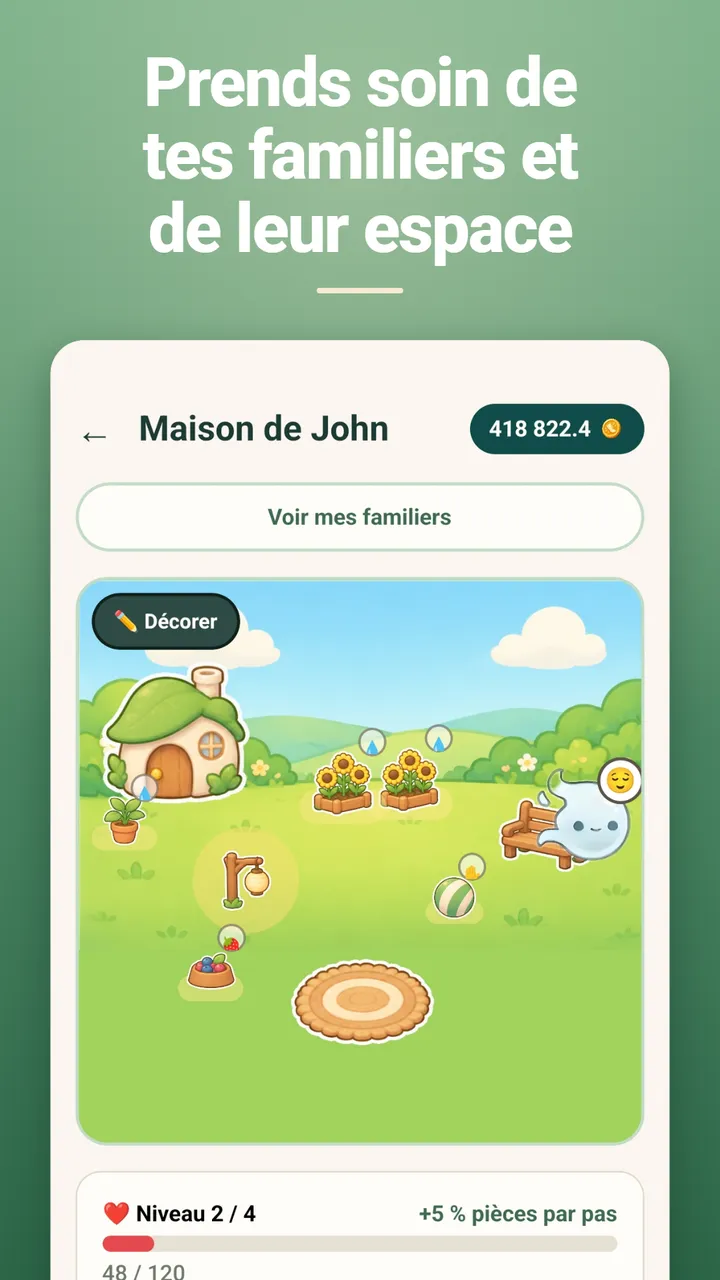 Prends soin de
tes familiers et
de leur espace
← Maison de John
418 822.4
Voir mes familiers
Décorer
Niveau 2 / 4
+5 % pièces par pas
48 / 120